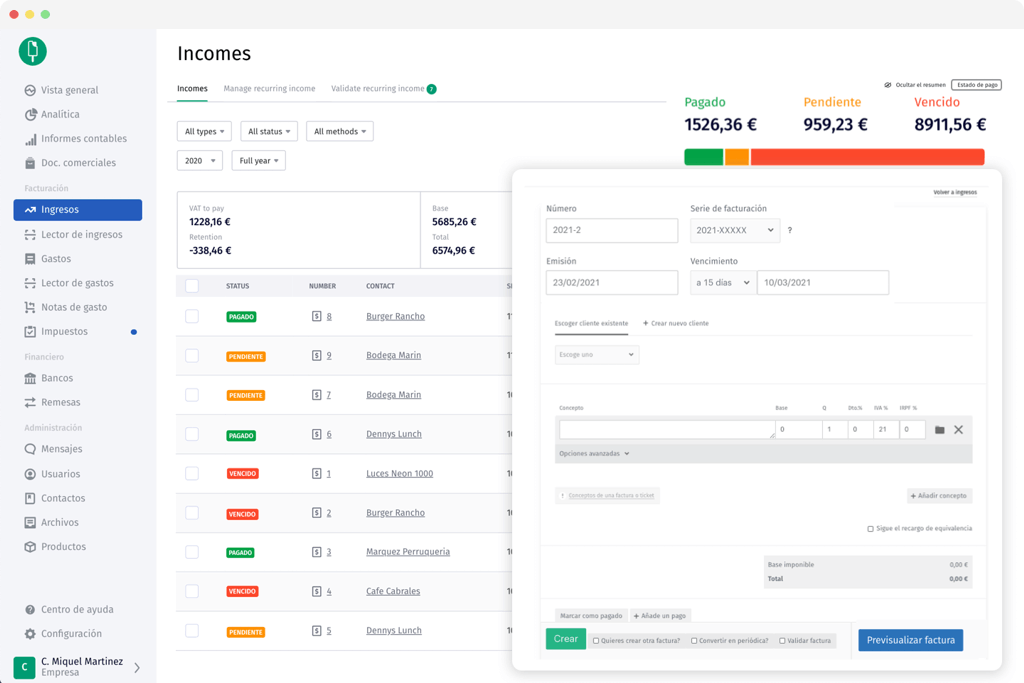 Incomes
Incomes Manage recurring income Validate recurring income 7
Ocultar el resumen Estado de pago
Pagado Pendiente Vencido
1526,36 € 959,23 € 8911,56 €
All types All status All methods
2020 Full year
VAT to pay Base
1228,16 € 5685,26 €
Retention Total
-338,46 € 6574,96 €
STATUS NUMBER CONTACT
PAGADO 8 Burger Rancho
PENDIENTE 9 Bodega Marin
PENDIENTE 7 Bodega Marin
PAGADO 6 Dennys Lunch
VENCIDO 1 Luces Neon 1000
VENCIDO 2 Burger Rancho
PAGADO 3 Marquez Perruqueria
VENCIDO 4 Cafe Cabrales
PENDIENTE 5 Dennys Lunch
Vista general
Analítica
Informes contables
Doc. comerciales
Facturación
Ingresos
Lector de ingresos
Gastos
Lector de gastos
Notas de gasto
Impuestos
Financiero
Bancos
Remesas
Administración
Mensajes
Usuarios
Contactos
Archivos
Productos
Centro de ayuda
Configuración
C C. Miquel Martinez
Empresa
Volver a ingresos
Número Serie de facturación
2021-2 2021-XXXXX ?
Emisión Vencimiento
23/02/2021 a 15 días 10/03/2021
Escoger cliente existente + Crear nuevo cliente
Escoge uno
Concepto Base Q Dto.% IVA % IRPF %
0 1 0 21 0
Opciones avanzadas
Conceptos de una factura o ticket + Añadir concepto
Sigue el recargo de equivalencia
Base imponible 0,00 €
Total 0,00 €
Marcar como pagado + Añade un pago
Crear Quieres crear otra factura? Convertir en periódica? Validar factura Previsualizar factura